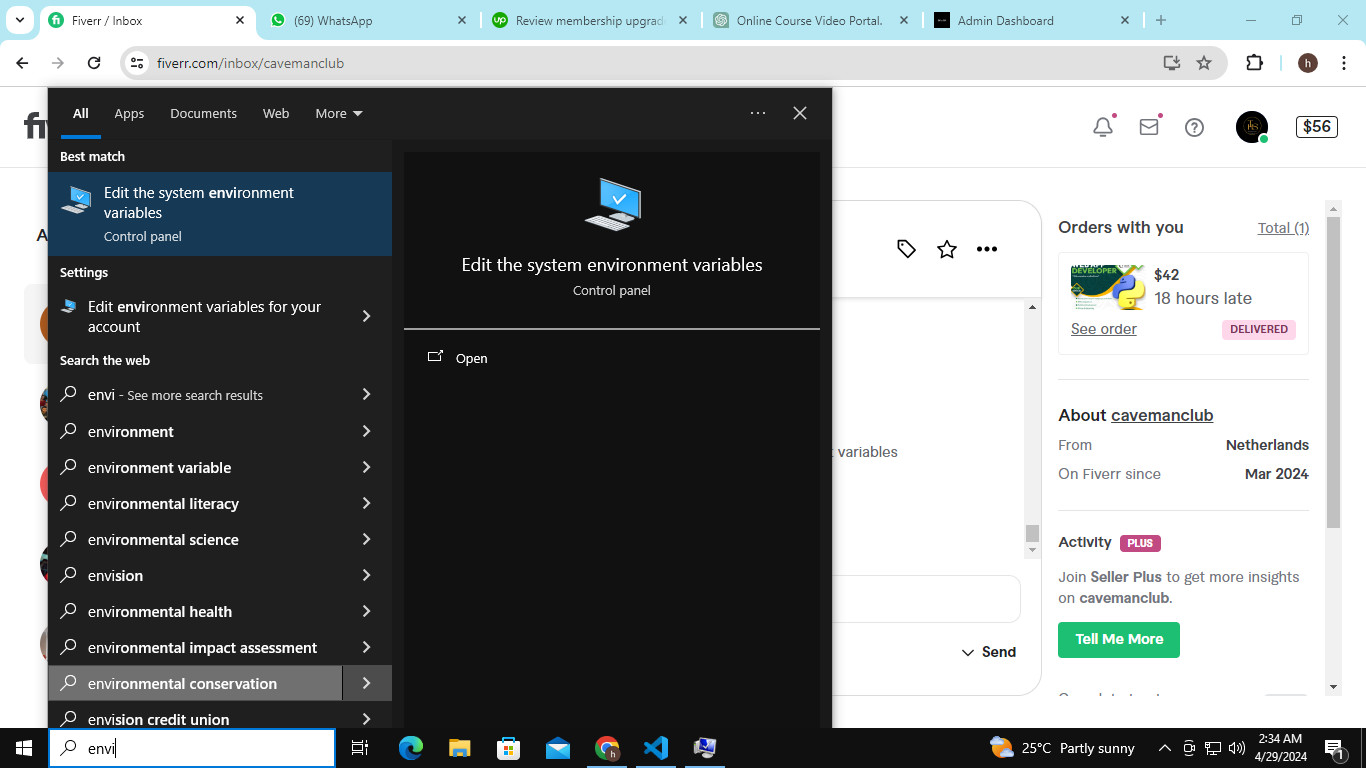 Fiverr / Inbox
(69) WhatsApp
Review membership upgrad
Online Course Video Portal.
Admin Dashboard
fiverr.com/inbox/cavemanclub
h
All
Apps
Documents
Web
More
Best match
Edit the system environment
variables
Control panel
Settings
Edit environment variables for your
account
Search the web
envi - See more search results
environment
environment variable
environmental literacy
environmental science
envision
environmental health
environmental impact assessment
environmental conservation
envision credit union
Edit the system environment variables
Control panel
Open
$56
variables
Send
Orders with you
Total (1)
DEVELOPER
$42
18 hours late
See order
DELIVERED
About cavemanclub
From
Netherlands
On Fiverr since
Mar 2024
Activity
PLUS
Join Seller Plus to get more insights
on cavemanclub.
Tell Me More
envi
25°C Partly sunny
2:34 AM
4/29/2024
1